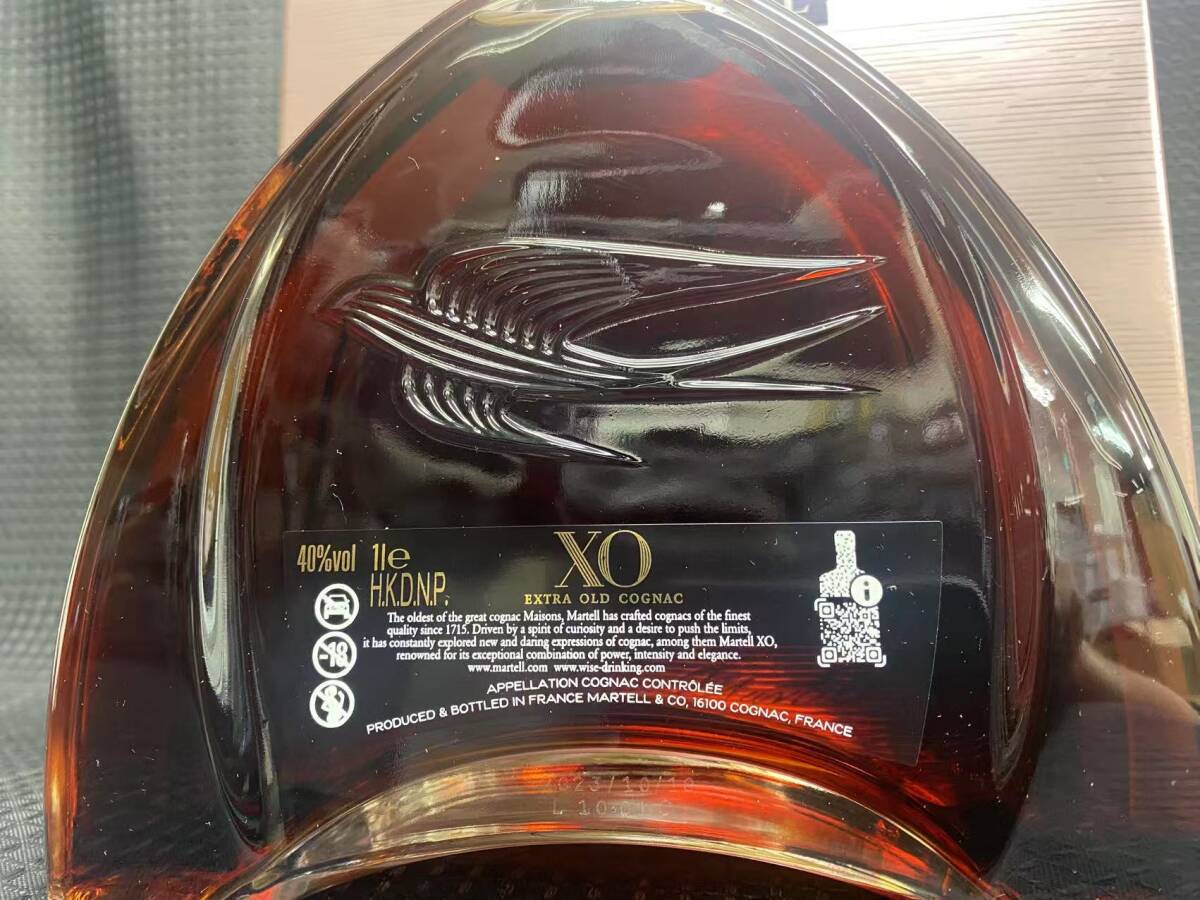 40%vol 1l e
H.K.D.N.P.
XO
EXTRA OLD COGNAC
The oldest of the great cognac Maisons, Martell has crafted cognacs of the finest
quality since 1715. Driven by a spirit of curiosity and a desire to push the limits,
it has constantly explored new and daring expressions of cognac, among them Martell XO,
renowned for its exceptional combination of power, intensity and elegance.
www.martell.com www.wise-drinking.com
APPELLATION COGNAC CONTRÔLÉE
PRODUCED & BOTTLED IN FRANCE MARTELL & CO, 16100 COGNAC, FRANCE
-18
i